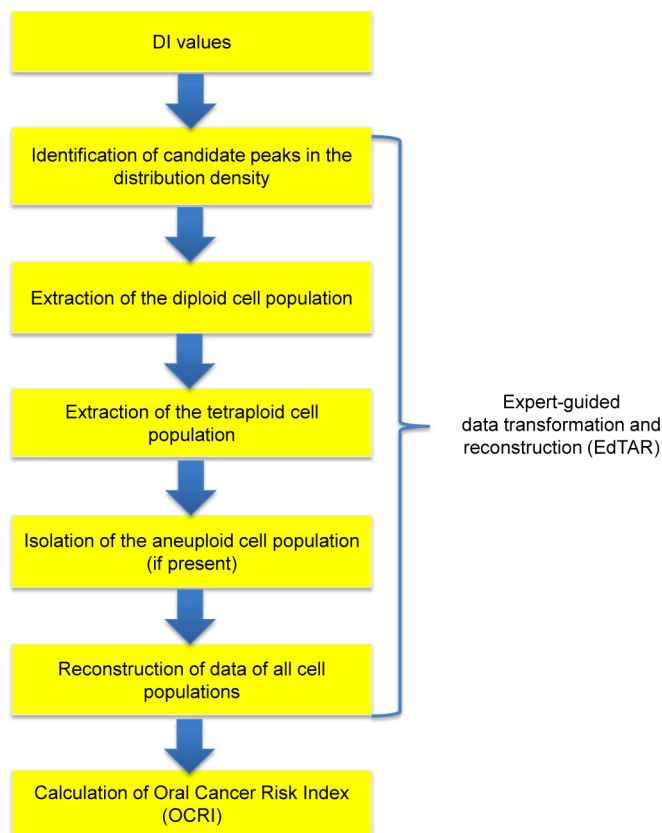 DI values
Identification of candidate peaks in the
distribution density
Extraction of the diploid cell population
Extraction of the tetraploid cell
population
Isolation of the aneuploid cell population
(if present)
Reconstruction of data of all cell
populations
Calculation of Oral Cancer Risk Index
(OCRI)
Expert-guided
data transformation and
reconstruction (EdTAR)